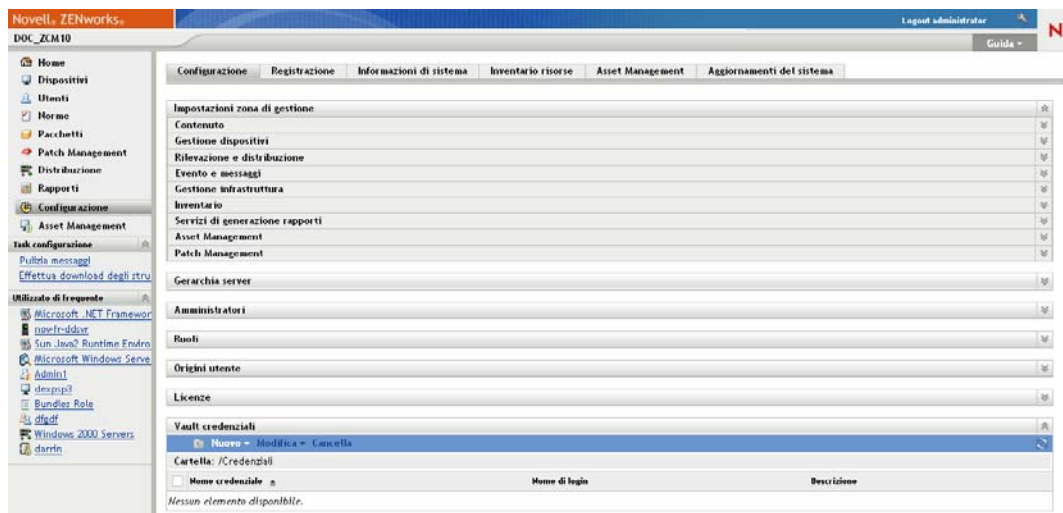 Novell® ZENworks®
Logout administrator
DOC_ZCM10
Guida
N
Home
Dispositivi
Utenti
Norme
Pacchetti
Patch Management
Distribuzione
Rapporti
Configurazione
Asset Management
Task configurazione
Pulizia messaggi
Effettua download degli stru
Utilizzato di frequente
Microsoft .NET Framewor
nov-fr-ddsvr
Sun Java2 Runtime Enviro
Microsoft Windows Serve
Admin1
dexpsp3
Bundles Role
dfgdf
Windows 2000 Servers
darrin
Configurazione Registrazione Informazioni di sistema Inventario risorse Asset Management Aggiornamenti del sistema
Impostazioni zona di gestione
Contenuto
Gestione dispositivi
Rilevazione e distribuzione
Evento e messaggi
Gestione infrastruttura
Inventario
Servizi di generazione rapporti
Asset Management
Patch Management
Gerarchia server
Amministratori
Ruoli
Origini utente
Licenze
Vault credenziali
Nuovo Modifica Cancella
Cartella: /Credenziali
Nome credenziale Nome di login Descrizione
Nessun elemento disponibile.